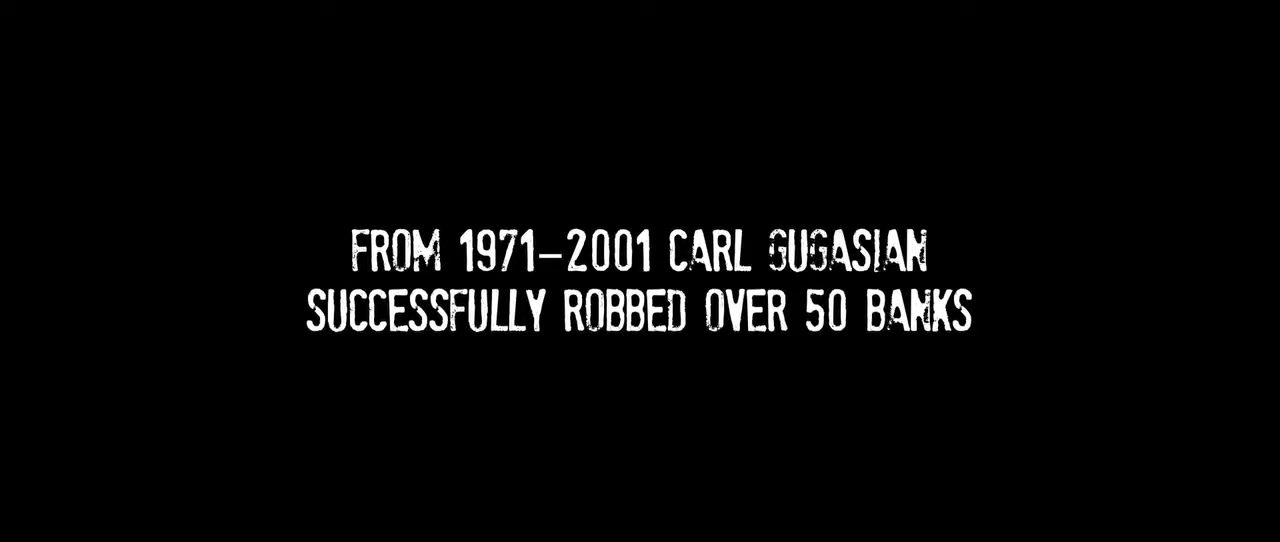 FROM 1971–2001 CARL GUGASIAN
SUCCESSFULLY ROBBED OVER 50 BANKS